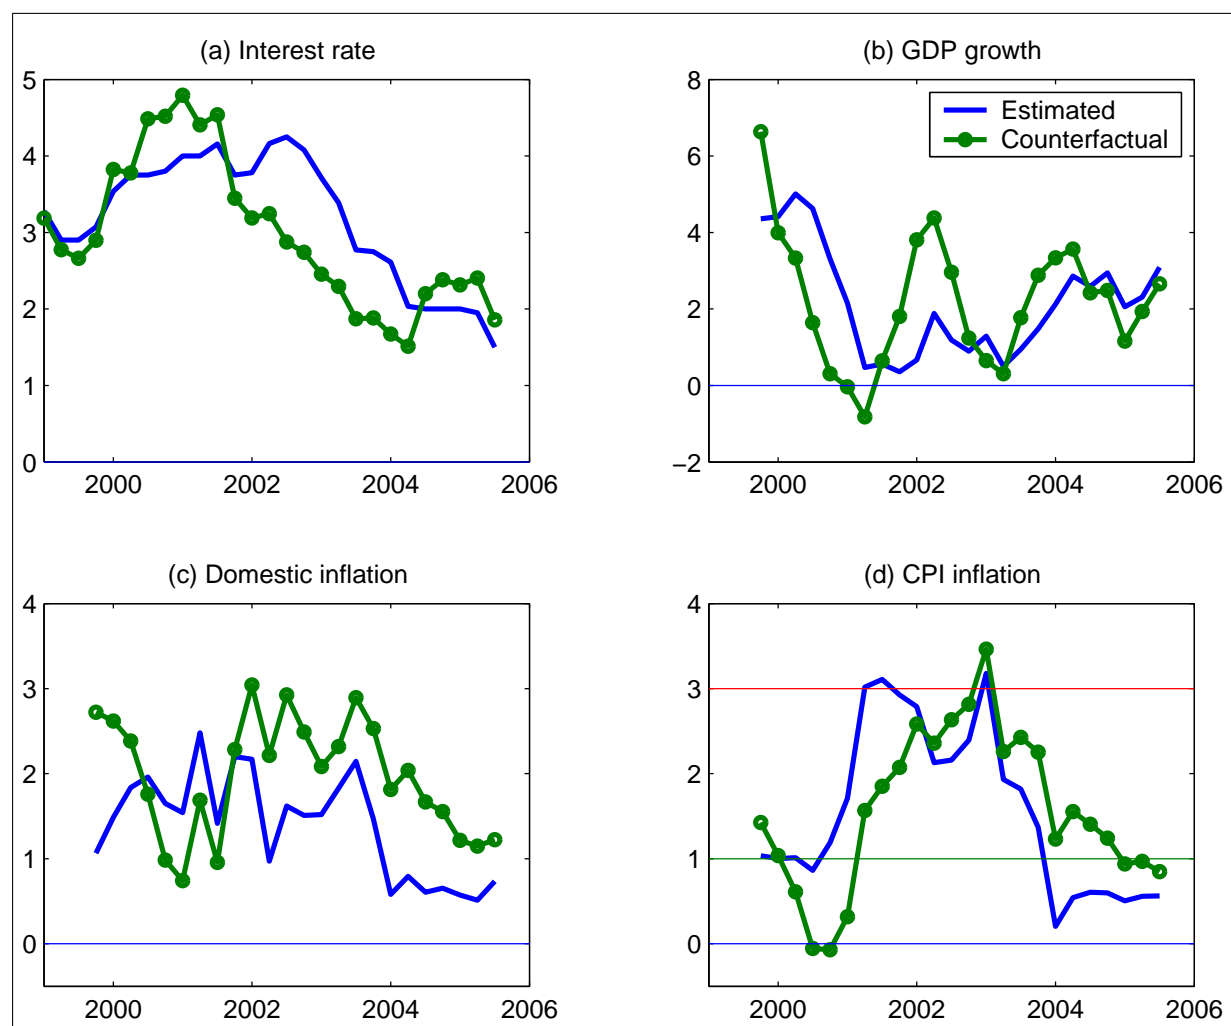 (a) Interest rate
5
4
3
2
1
0
2000 2002 2004 2006
(b) GDP growth
8
6
4
2
0
−2
2000 2002 2004 2006
Estimated
Counterfactual
(c) Domestic inflation
4
3
2
1
0
2000 2002 2004 2006
(d) CPI inflation
4
3
2
1
0
2000 2002 2004 2006